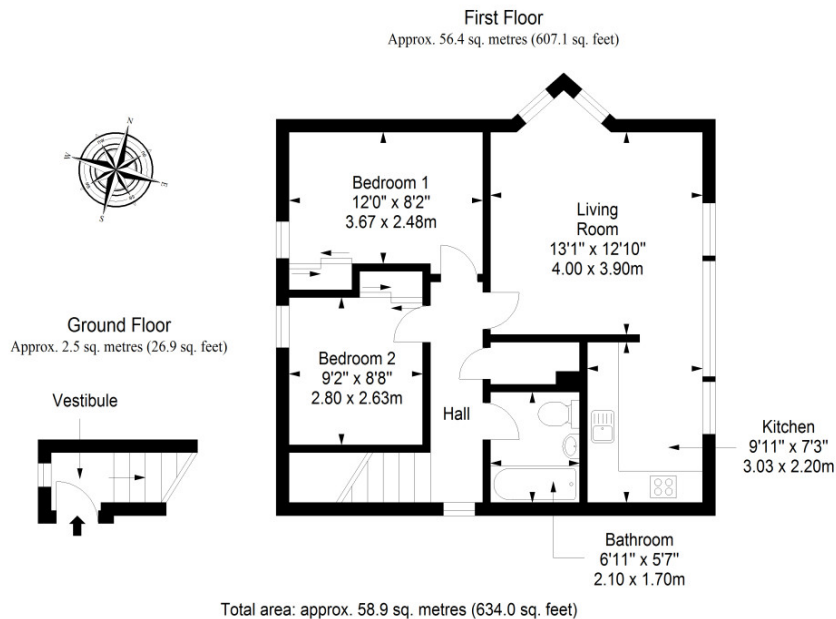 First Floor
Approx. 56.4 sq. metres (607.1 sq. feet)
N
W
E
S
Bedroom 1
12'0" x 8'2"
3.67 x 2.48m
Living
Room
13'1" x 12'10"
4.00 x 3.90m
Ground Floor
Approx. 2.5 sq. metres (26.9 sq. feet)
Vestibule
Bedroom 2
9'2" x 8'8"
2.80 x 2.63m
Hall
Kitchen
9'11" x 7'3"
3.03 x 2.20m
Bathroom
6'11" x 5'7"
2.10 x 1.70m
Total area: approx. 58.9 sq. metres (634.0 sq. feet)